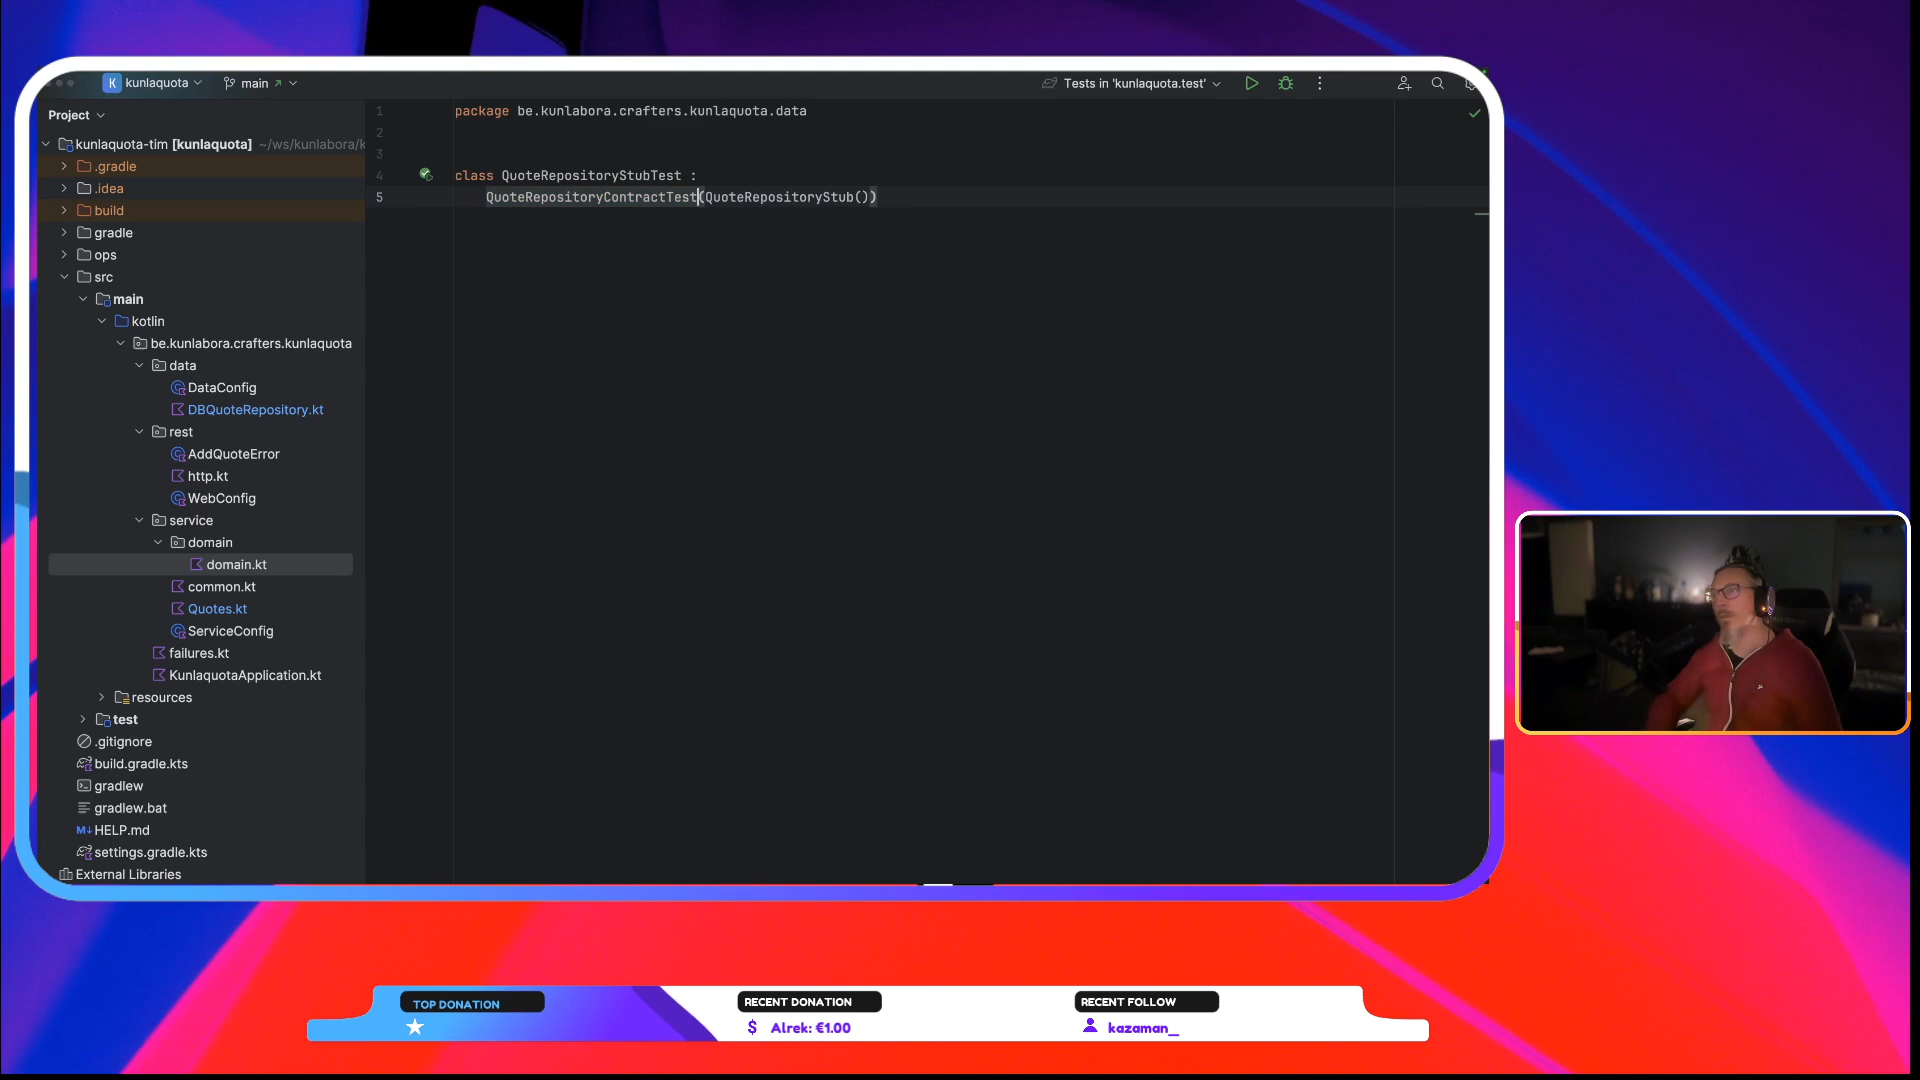 K kunlaquota
main
Tests in 'kunlaquota.test'
Project
kunlaquota-tim [kunlaquota] ~/ws/kunlabora/k
.gradle
.idea
build
gradle
ops
src
main
kotlin
be.kunlabora.crafters.kunlaquota
data
DataConfig
DBQuoteRepository.kt
rest
AddQuoteError
http.kt
WebConfig
service
domain
domain.kt
common.kt
Quotes.kt
ServiceConfig
failures.kt
KunlaquotaApplication.kt
resources
test
.gitignore
build.gradle.kts
gradlew
gradlew.bat
M↓ HELP.md
settings.gradle.kts
External Libraries
1 package be.kunlabora.crafters.kunlaquota.data
2
3
4 class QuoteRepositoryStubTest :
5 QuoteRepositoryContractTest(QuoteRepositoryStub())
TOP DONATION
RECENT DONATION
$ Alrek: €1.00
RECENT FOLLOW
kazaman__